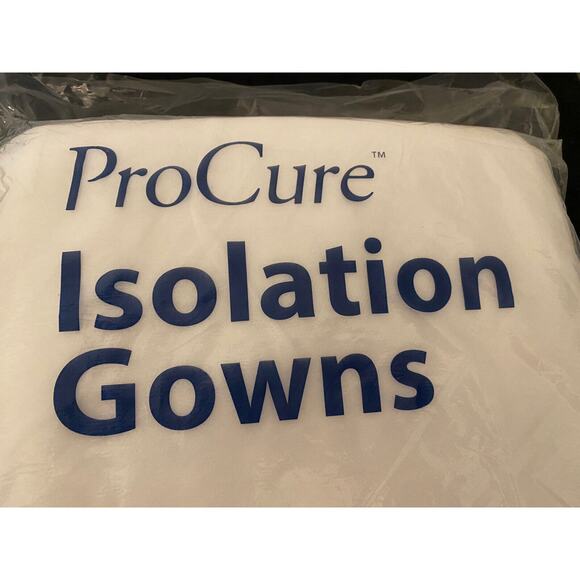 ProCure™
Isolation
Gowns